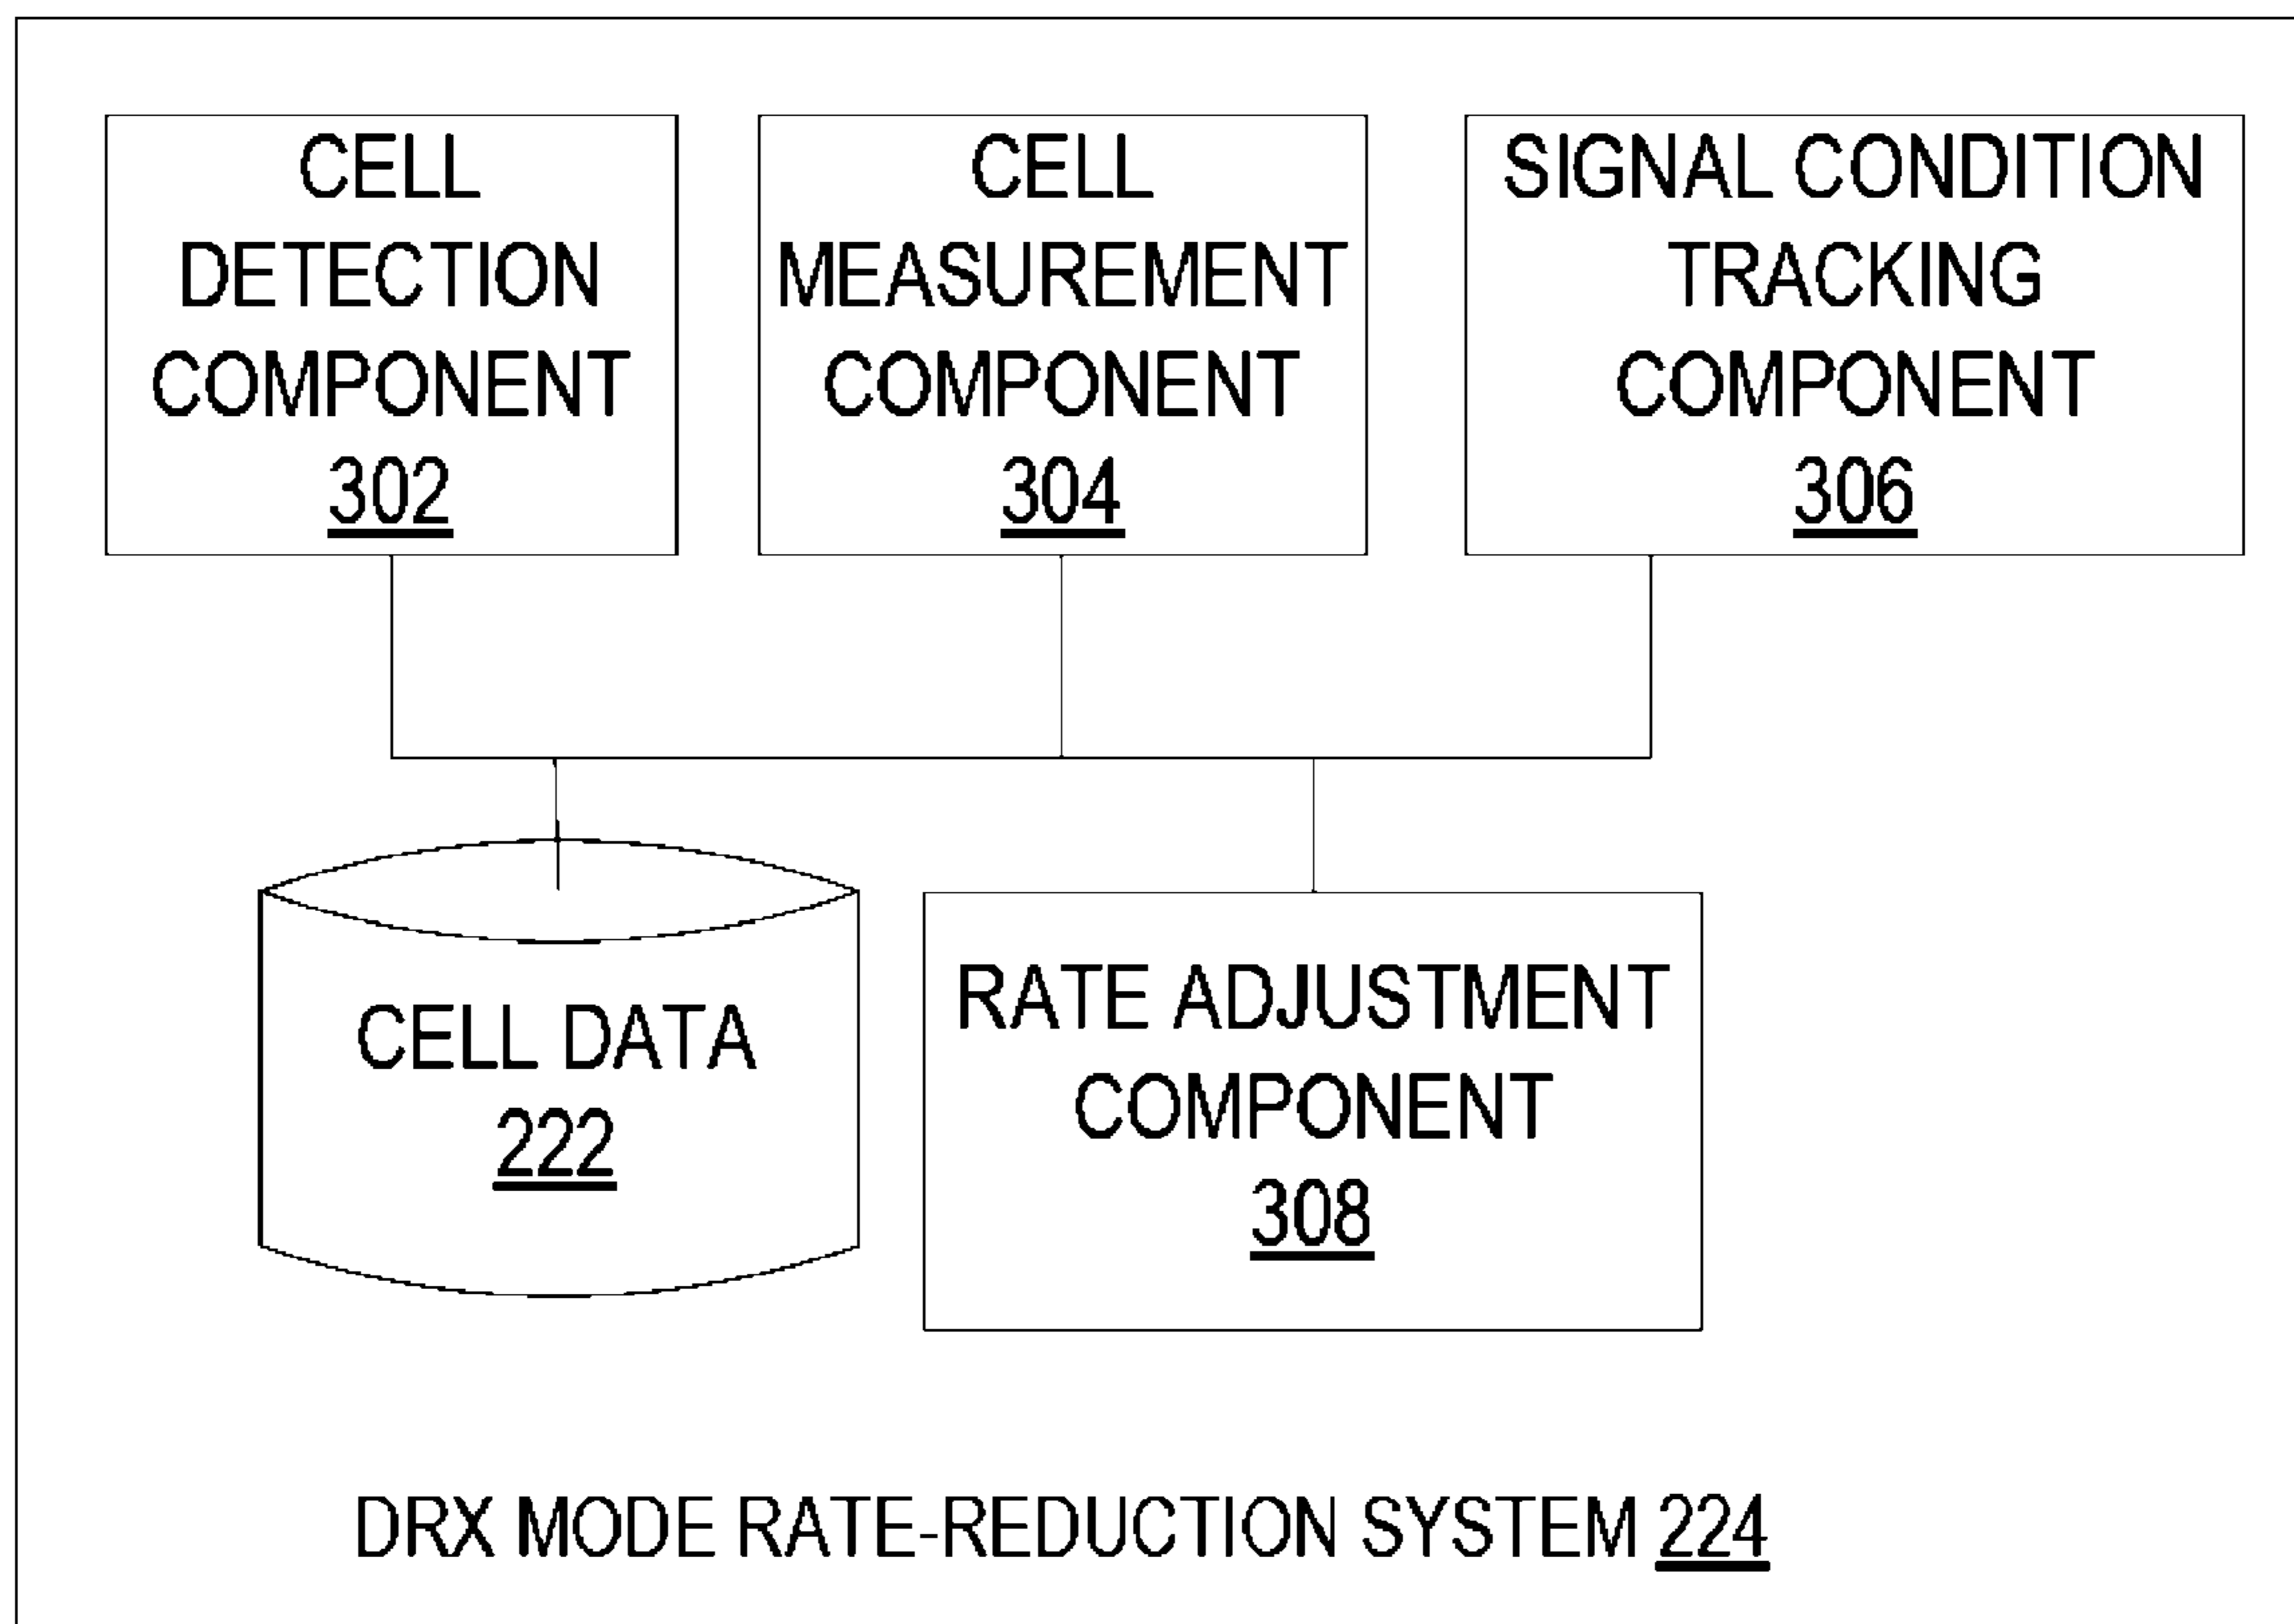 CELL
DETECTION
COMPONENT
302
CELL
MEASUREMENT
COMPONENT
304
SIGNAL CONDITION
TRACKING
COMPONENT
306
CELL DATA
222
RATE ADJUSTMENT
COMPONENT
308
DRX MODE RATE-REDUCTION SYSTEM 224